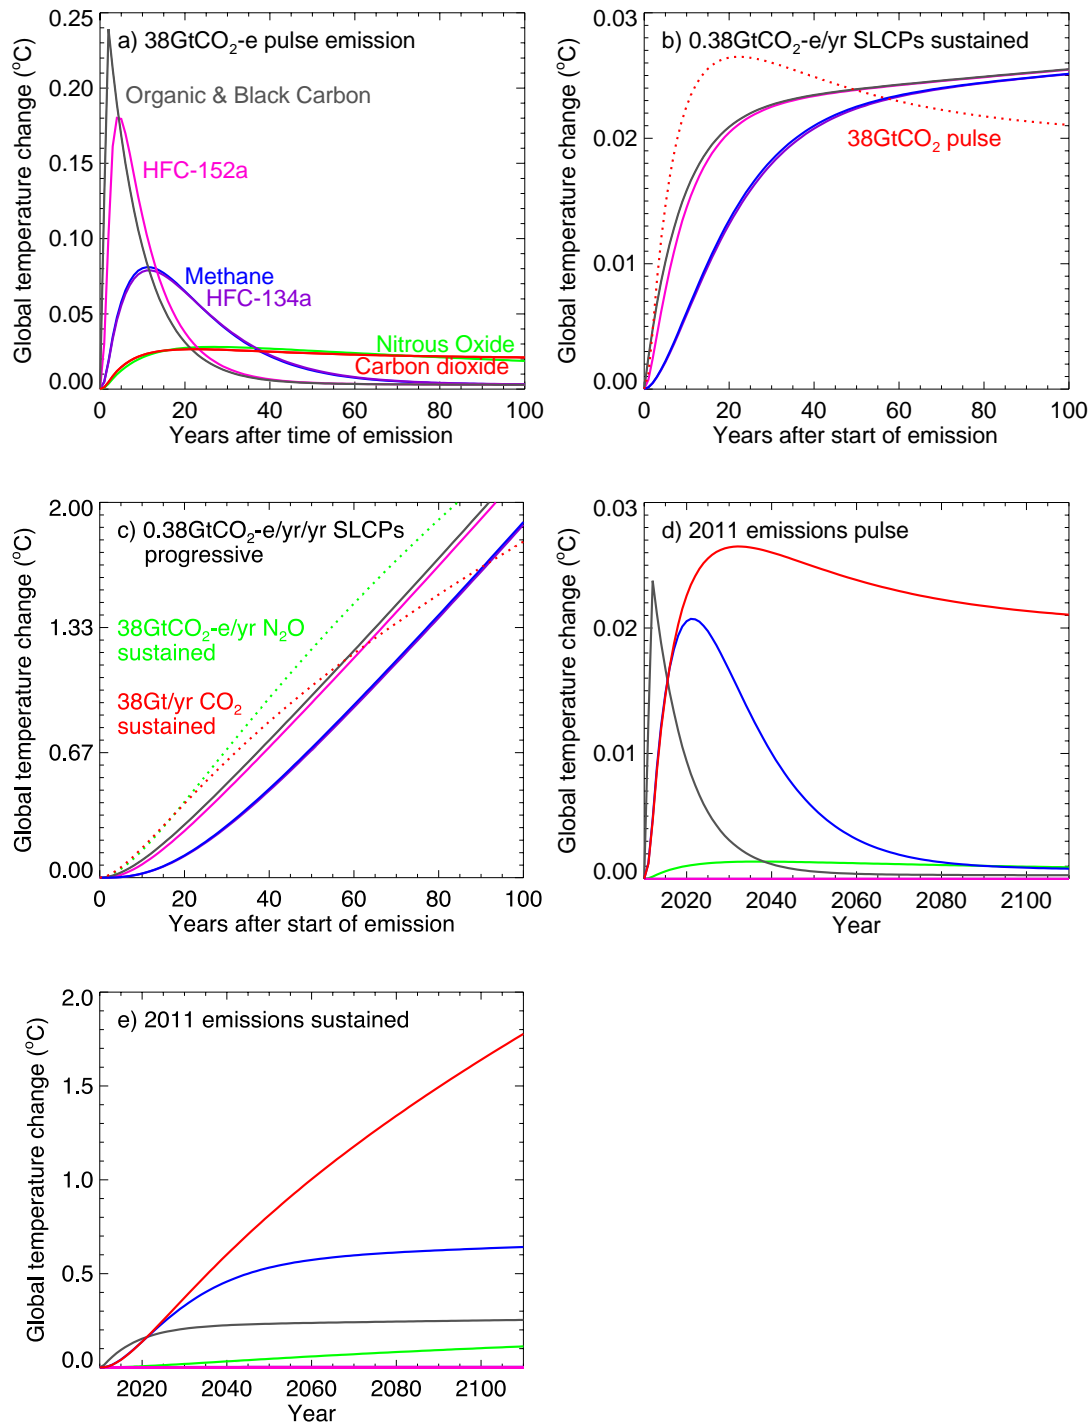 a) 38GtCO₂-e pulse emission
Organic & Black Carbon
HFC-152a
Methane
HFC-134a
Nitrous Oxide
Carbon dioxide
Global temperature change (°C)
0.25
0.20
0.15
0.10
0.05
0.00
0 20 40 60 80 100
Years after time of emission
b) 0.38GtCO₂-e/yr SLCPs sustained
38GtCO₂ pulse
Global temperature change (°C)
0.03
0.02
0.01
0.00
0 20 40 60 80 100
Years after start of emission
c) 0.38GtCO₂-e/yr/yr SLCPs
progressive
38GtCO₂-e/yr N₂O
sustained
38Gt/yr CO₂
sustained
Global temperature change (°C)
2.00
1.33
0.67
0.00
0 20 40 60 80 100
Years after start of emission
d) 2011 emissions pulse
Global temperature change (°C)
0.03
0.02
0.01
0.00
2020 2040 2060 2080 2100
Year
e) 2011 emissions sustained
Global temperature change (°C)
2.0
1.5
1.0
0.5
0.0
2020 2040 2060 2080 2100
Year